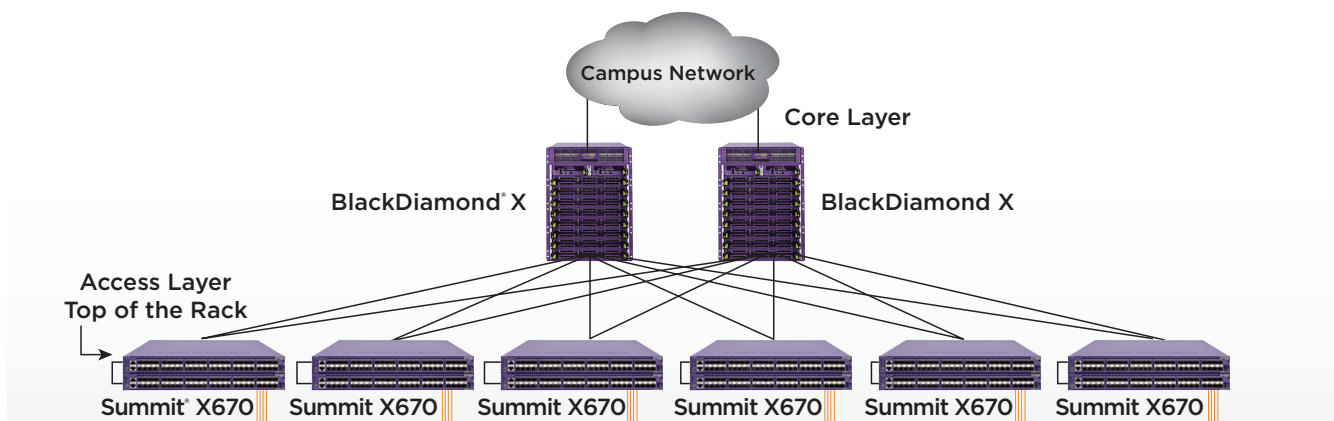 Campus Network
Core Layer
BlackDiamond® X
BlackDiamond X
Access Layer
Top of the Rack
Summit® X670
Summit X670
Summit X670
Summit X670
Summit X670
Summit X670